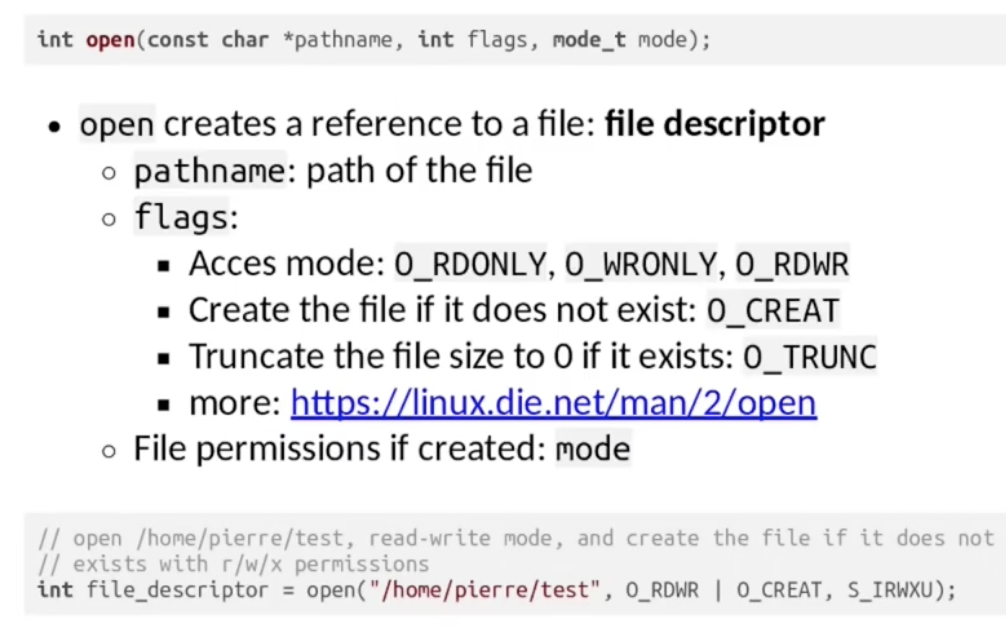 int open(const char *pathname, int flags, mode_t mode);
• open creates a reference to a file: file descriptor
○ pathname: path of the file
○ flags:
▪ Acces mode: O_RDONLY, O_WRONLY, O_RDWR
▪ Create the file if it does not exist: O_CREAT
▪ Truncate the file size to 0 if it exists: O_TRUNC
▪ more: https://linux.die.net/man/2/open
○ File permissions if created: mode
// open /home/pierre/test, read-write mode, and create the file if it does not
// exists with r/w/x permissions
int file_descriptor = open("/home/pierre/test", O_RDWR | O_CREAT, S_IRWXU);